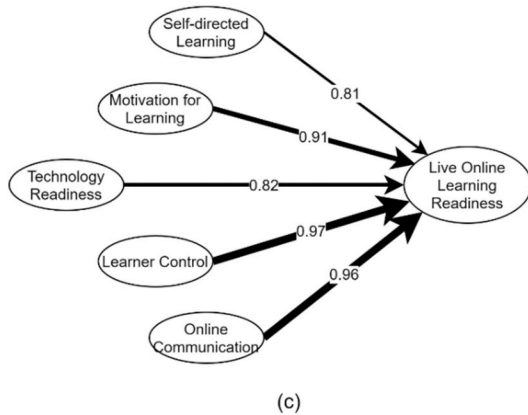 Self-directed
Learning
0.81
Motivation for
Learning
0.91
Technology
Readiness
0.82
Live Online
Learning
Readiness
Learner Control
0.97
Online
Communication
0.96
(c)